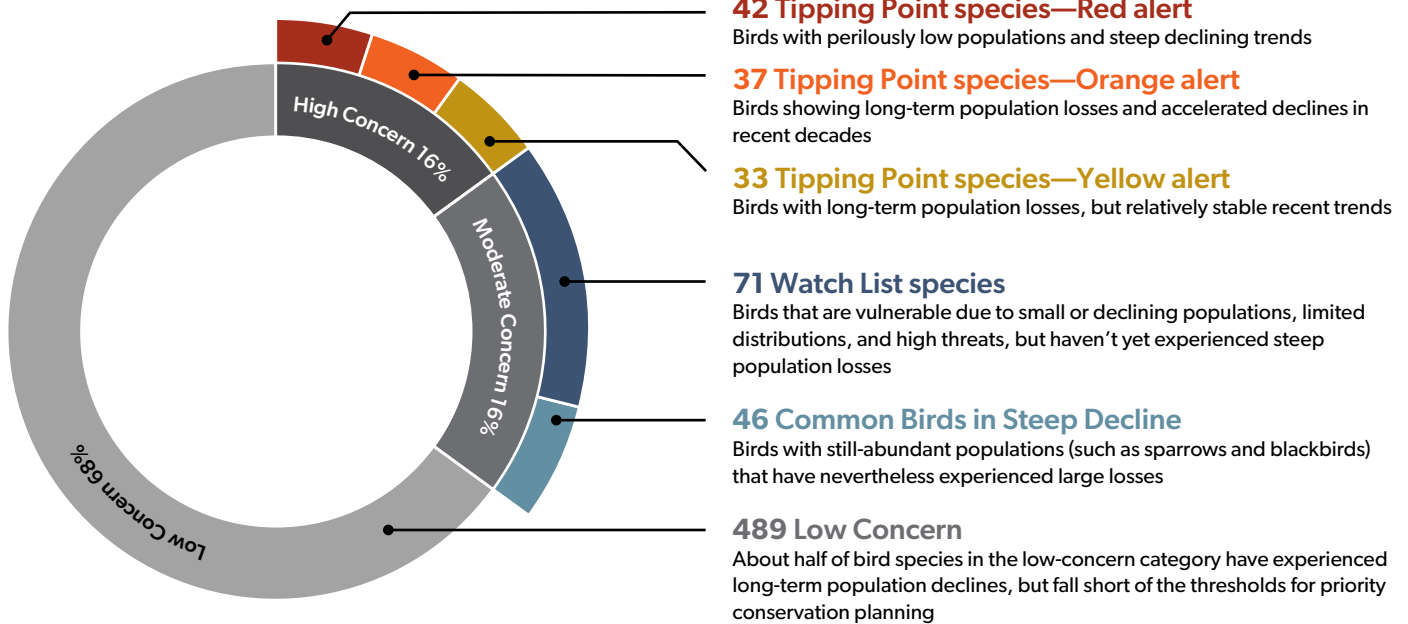 42 Tipping Point species—Red alert
Birds with perilously low populations and steep declining trends
37 Tipping Point species—Orange alert
Birds showing long-term population losses and accelerated declines in
recent decades
33 Tipping Point species—Yellow alert
Birds with long-term population losses, but relatively stable recent trends
71 Watch List species
Birds that are vulnerable due to small or declining populations, limited
distributions, and high threats, but haven’t yet experienced steep
population losses
46 Common Birds in Steep Decline
Birds with still-abundant populations (such as sparrows and blackbirds)
that have nevertheless experienced large losses
489 Low Concern
About half of bird species in the low-concern category have experienced
long-term population declines, but fall short of the thresholds for priority
conservation planning
High Concern 16%
Moderate Concern 16%
Low Concern 68%